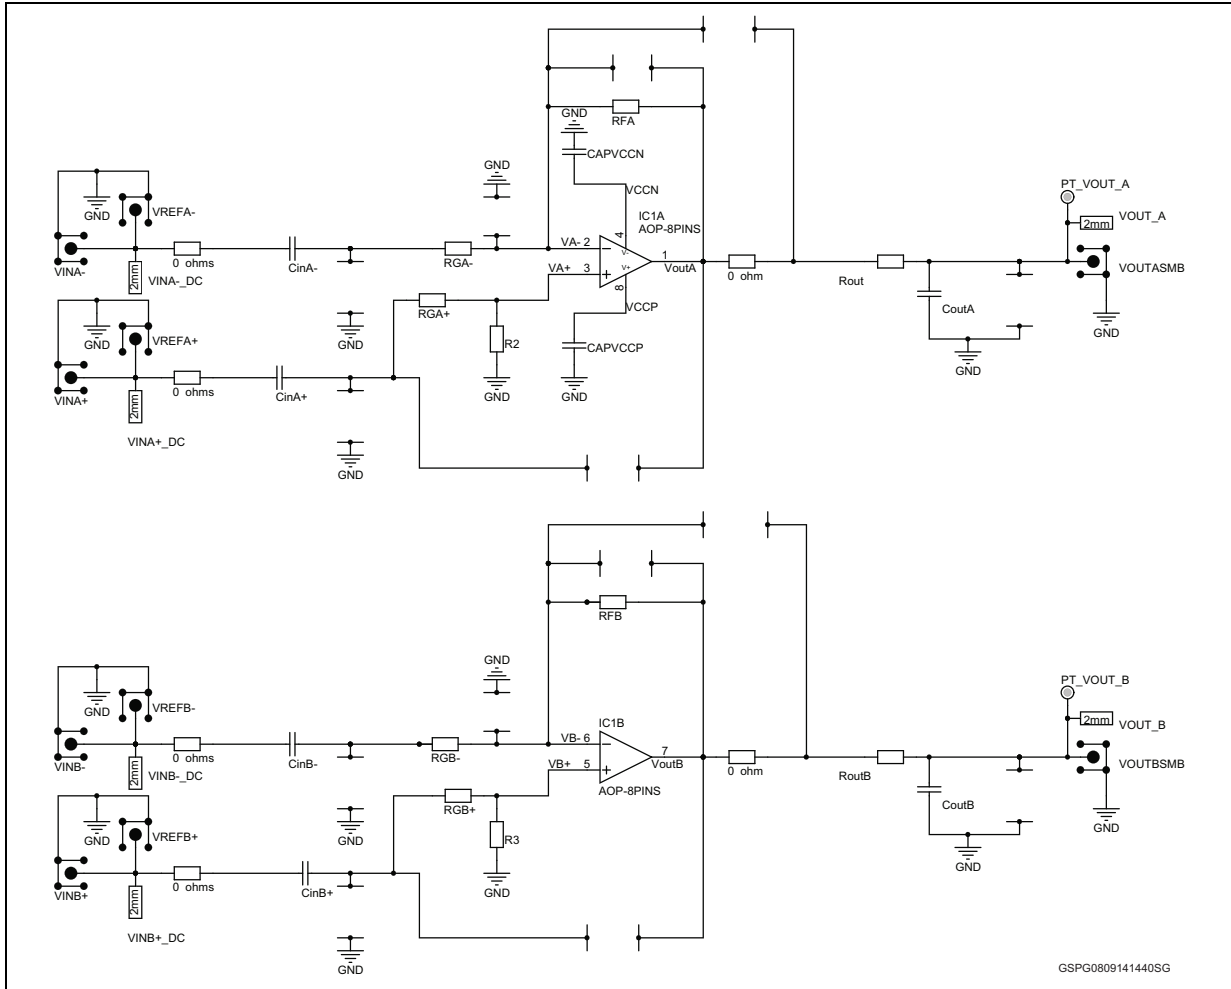 GND
RFA
CAPVCCN
GND
VCCN
PT_VOUT_A
IC1A
AOP-8PINS
VOUT_A
2mm
GND
VREFA-
VINA-
2mm
VINA-_DC
0 ohms
CinA-
RGA-
VA- 2
VA+ 3
4
V-
V+
8
1
VoutA
0 ohm
Rout
CoutA
VOUTASMB
GND
GND
VCCP
CAPVCCP
GND
RGA+
R2
GND
GND
GND
VREFA+
VINA+
2mm
VINA+_DC
0 ohms
CinA+
GND
RFB
GND
PT_VOUT_B
IC1B
AOP-8PINS
VOUT_B
2mm
GND
VREFB-
VINB-
2mm
VINB-_DC
0 ohms
CinB-
RGB-
VB- 6
VB+ 5
7
VoutB
0 ohm
RoutB
CoutB
VOUTBSMB
GND
GND
RGB+
R3
GND
GND
GND
VREFB+
VINB+
2mm
VINB+_DC
0 ohms
CinB+
GND
GSPG0809141440SG